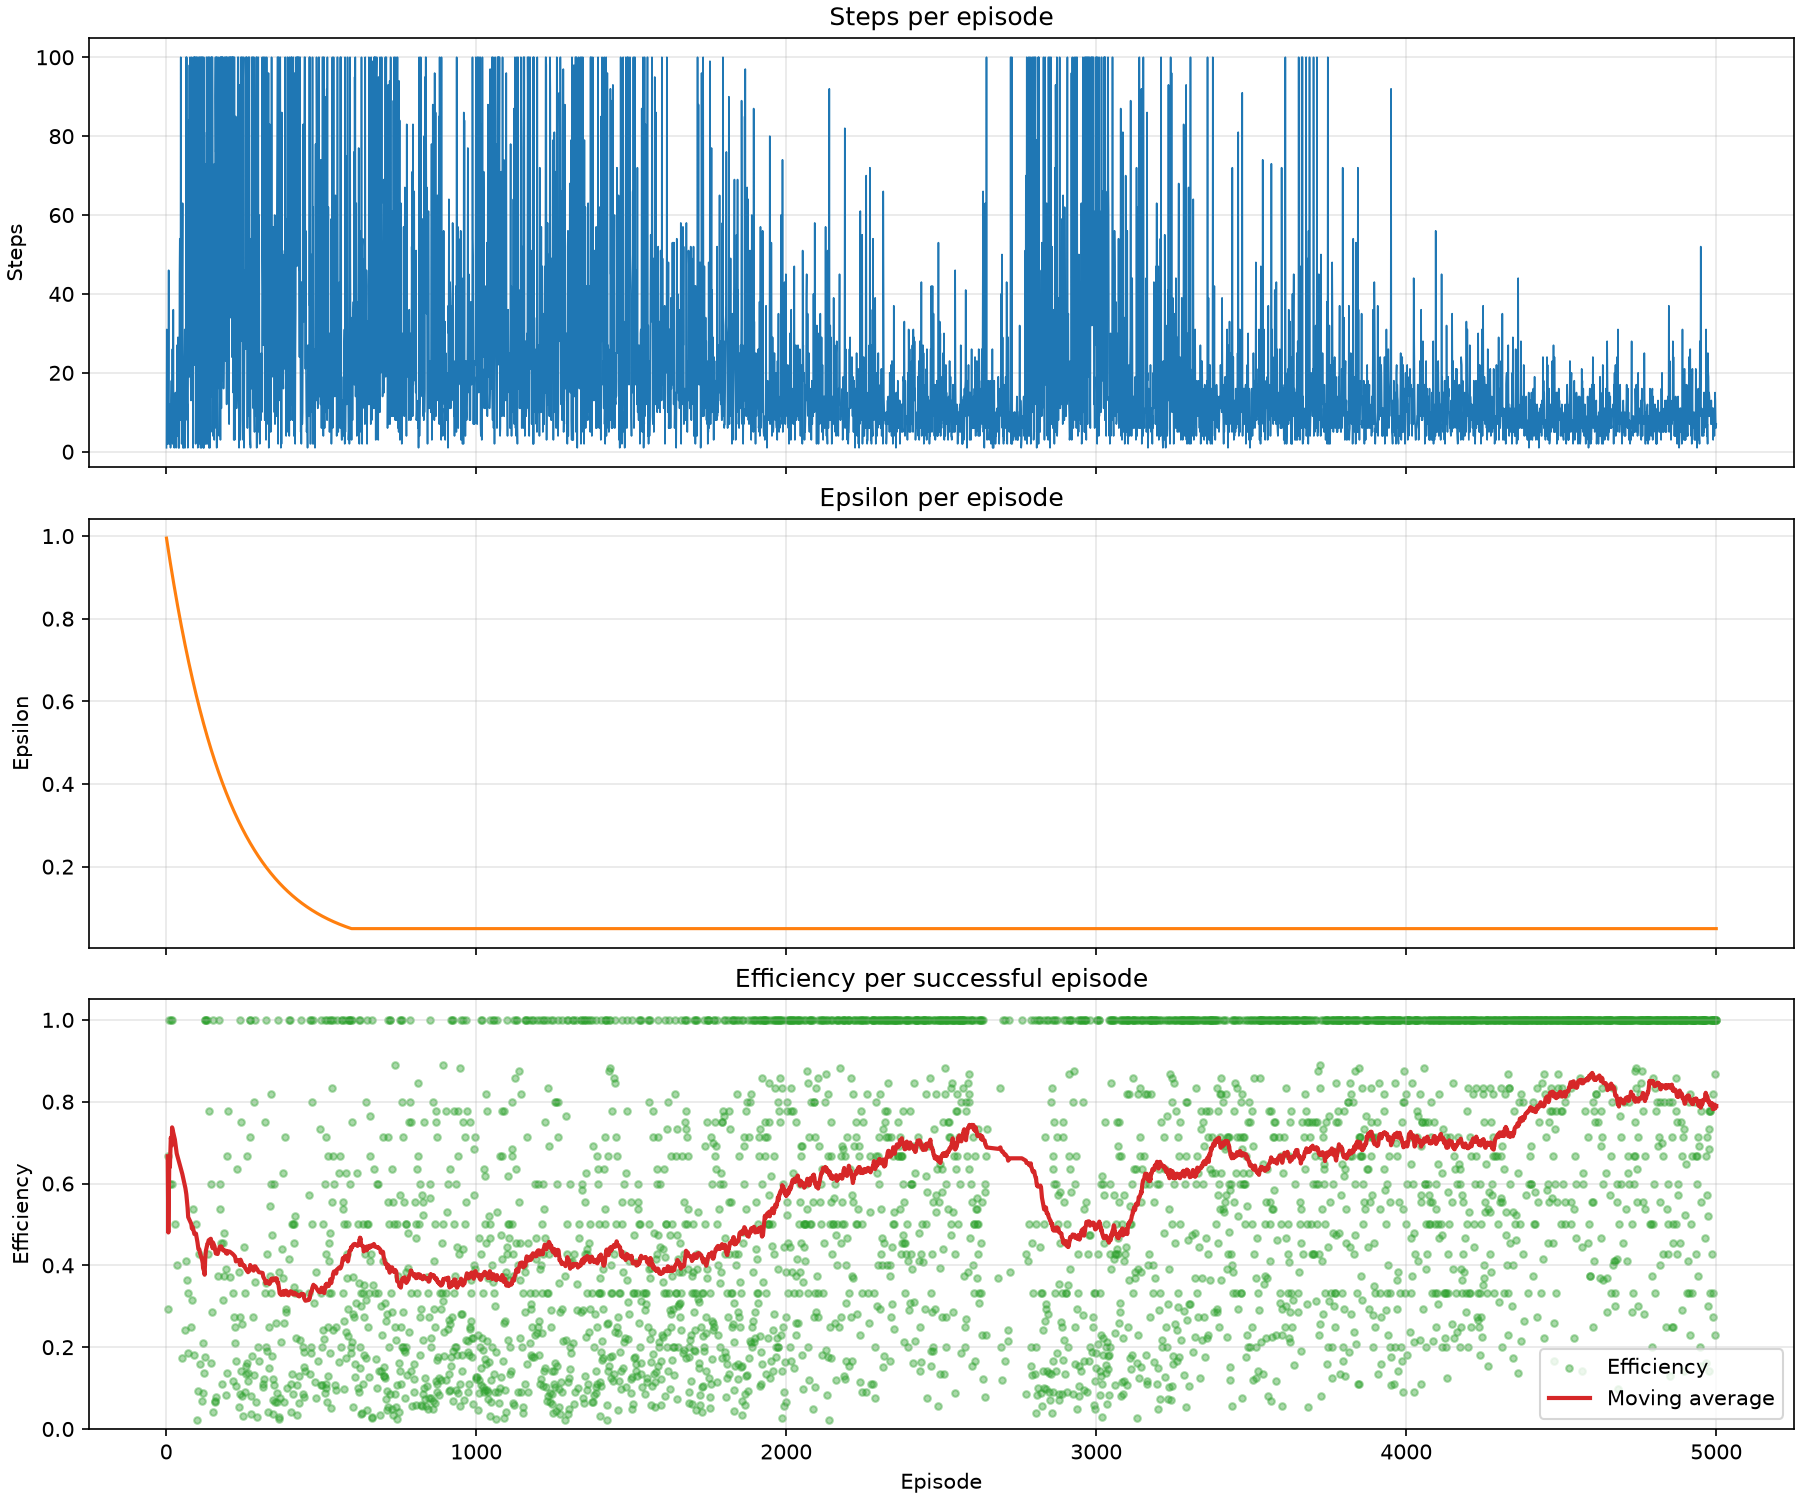 Steps per episode
100
80
60
40
20
0
Steps
Epsilon per episode
1.0
0.8
0.6
0.4
0.2
Epsilon
Efficiency per successful episode
1.0
0.8
0.6
0.4
0.2
0.0
Efficiency
Efficiency
Moving average
0 1000 2000 3000 4000 5000
Episode